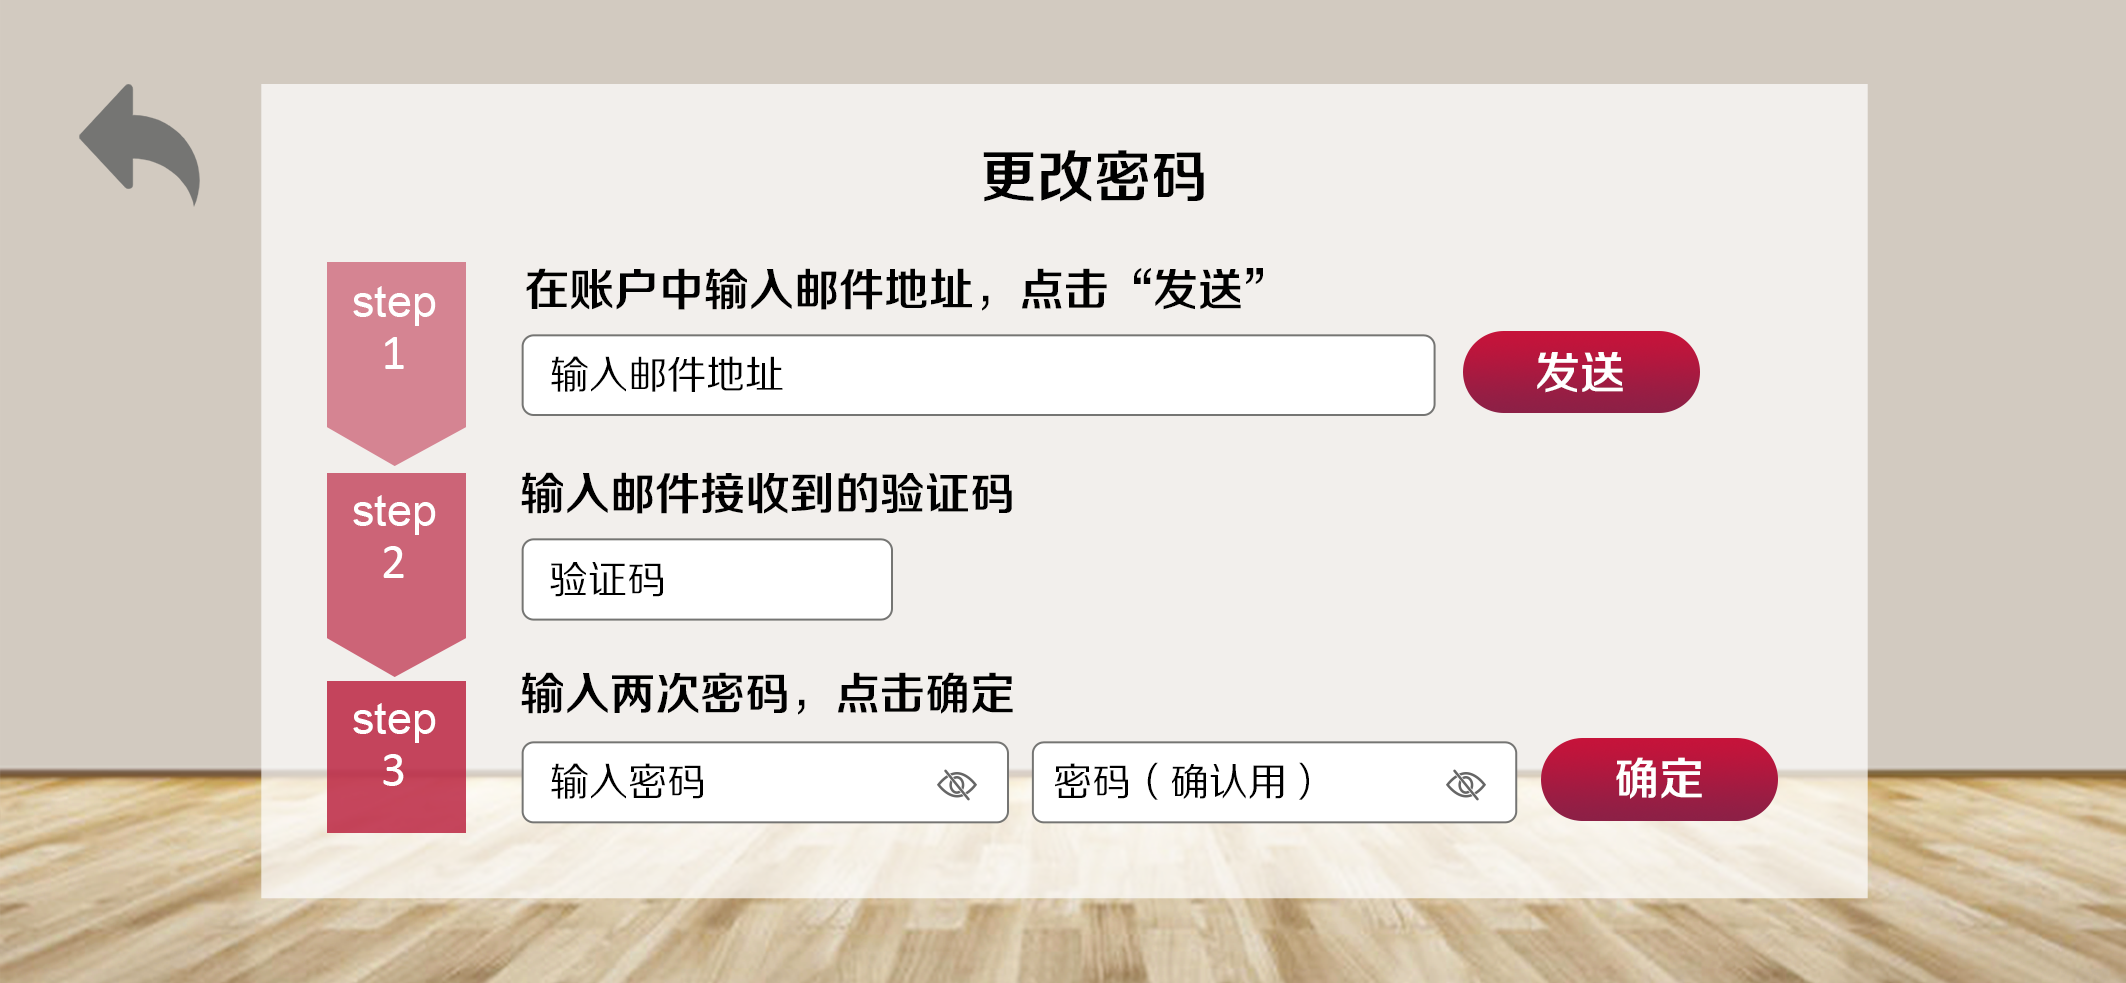 更改密码
step
1
在账户中输入邮件地址，点击“发送”
输入邮件地址
发送
step
2
输入邮件接收到的验证码
验证码
step
3
输入两次密码，点击确定
输入密码
密码（确认用）
确定